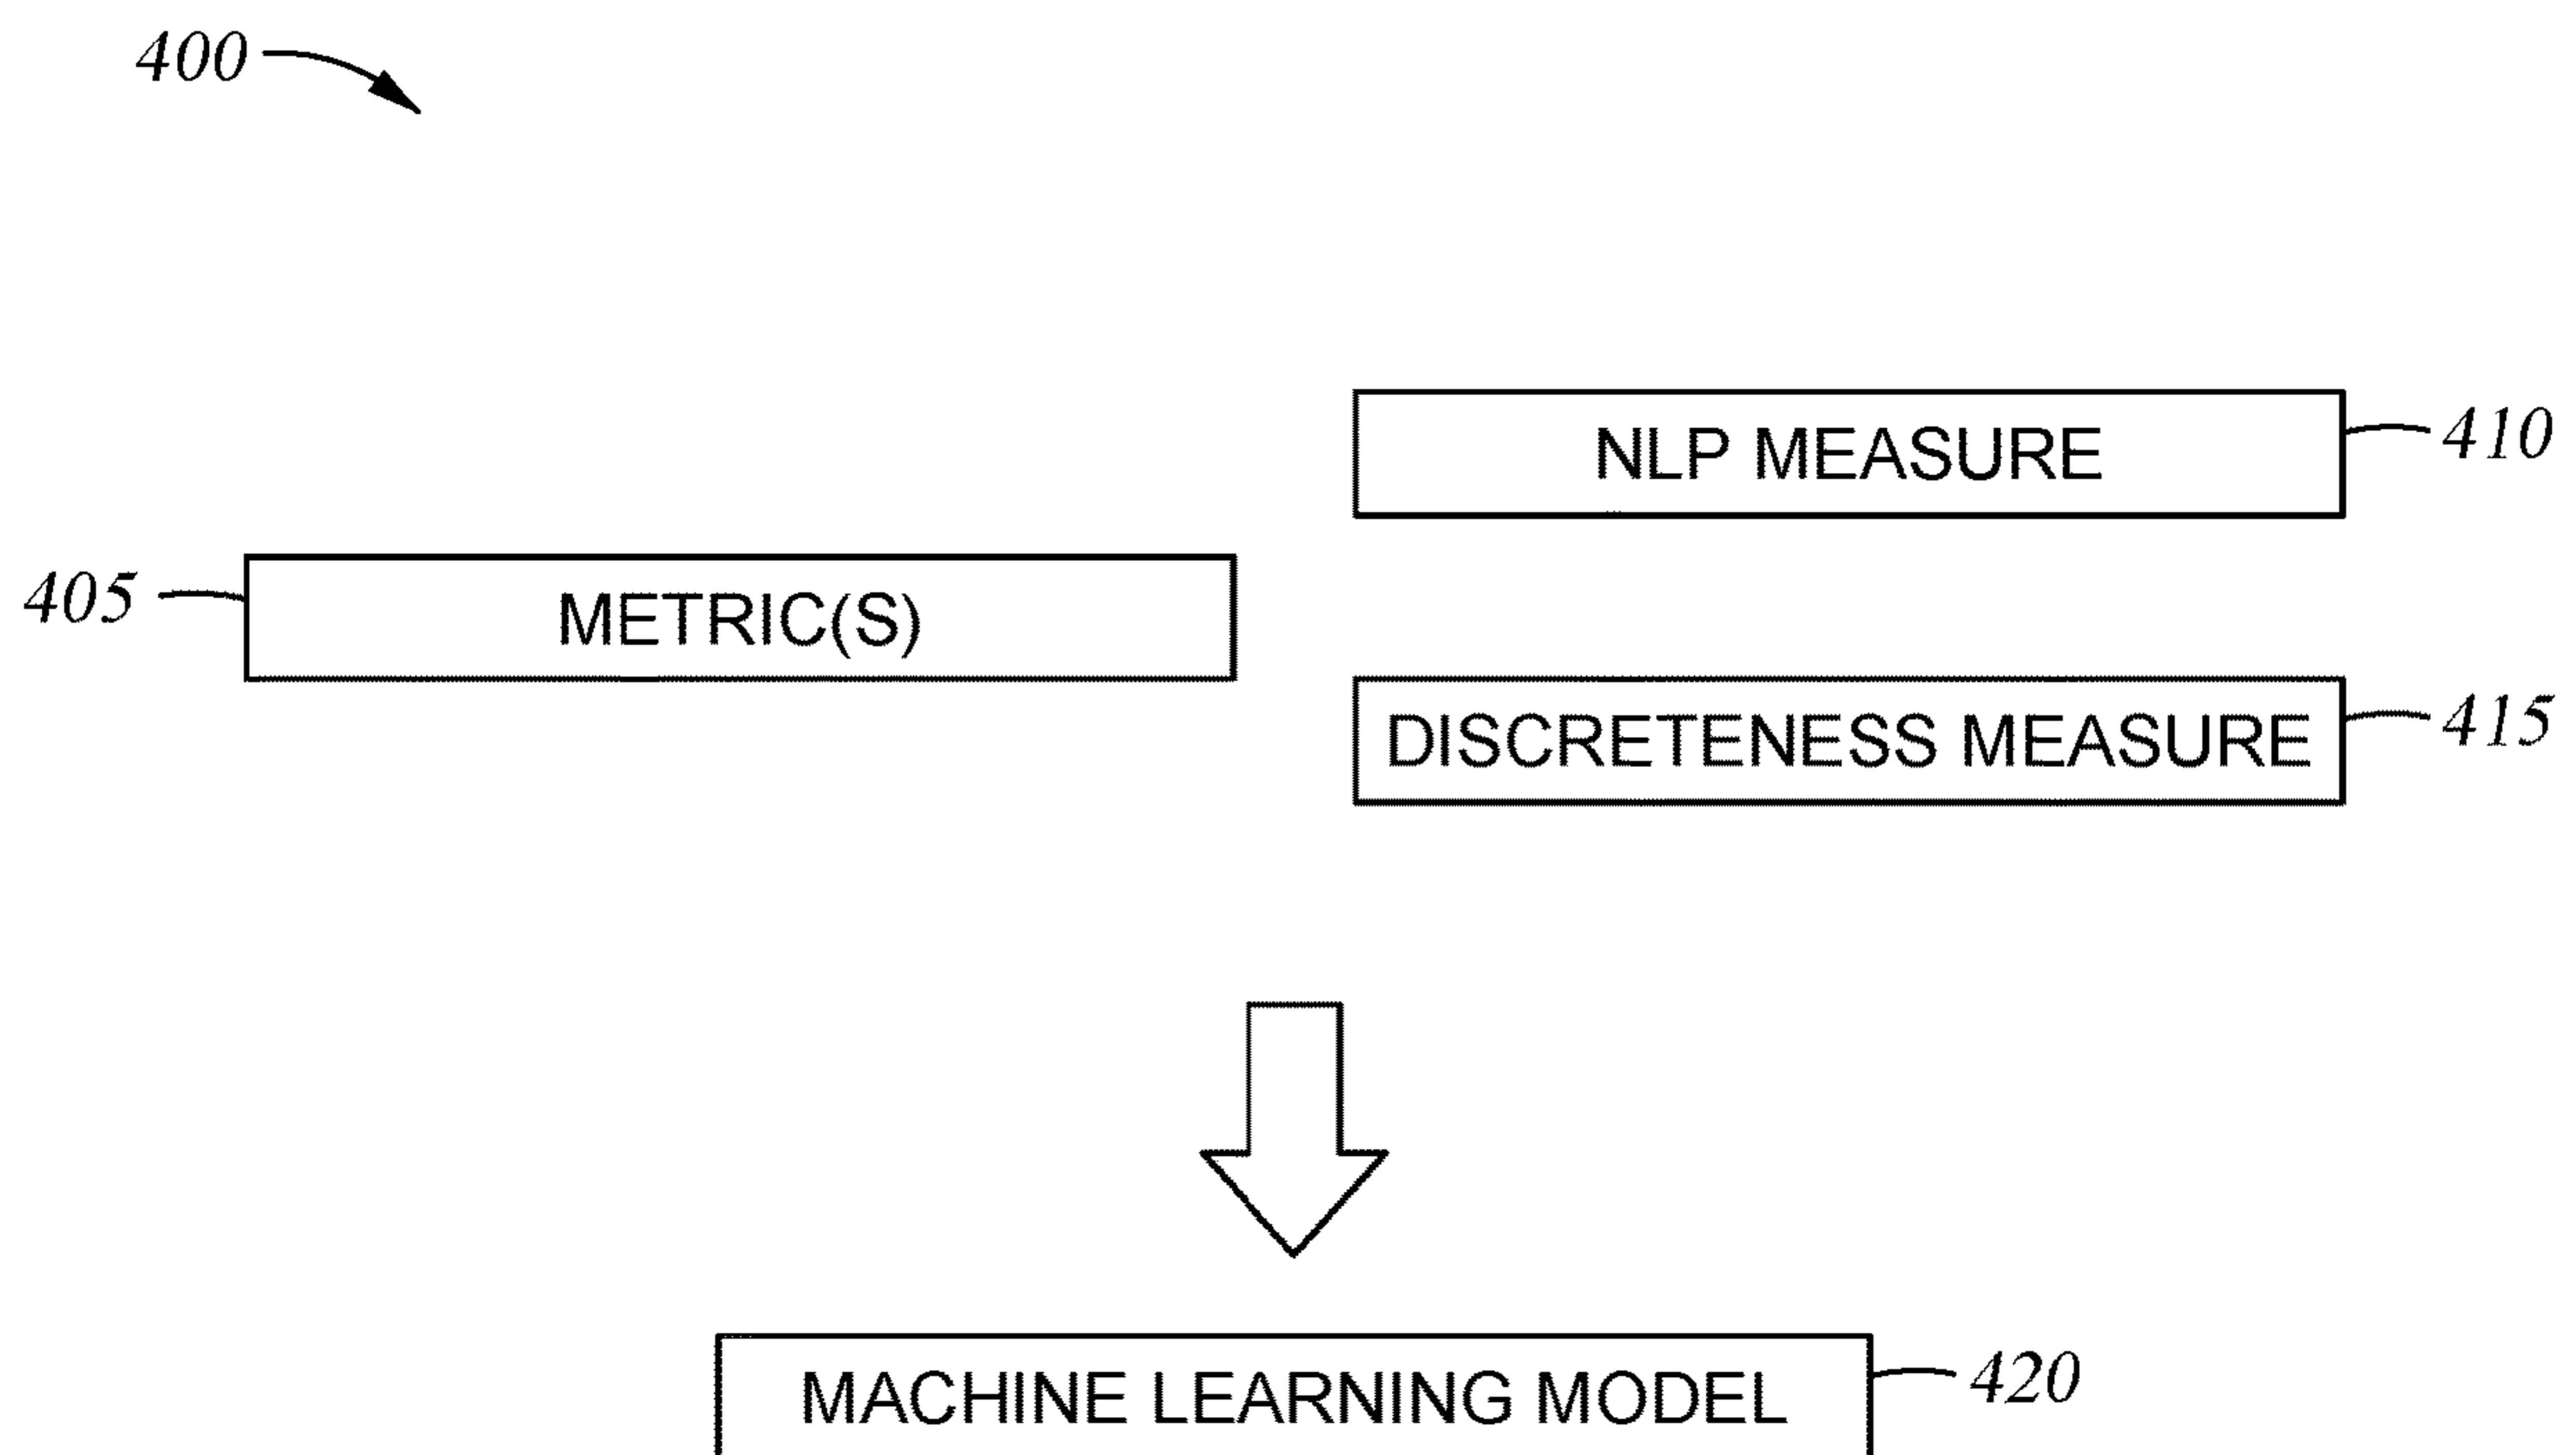 400
NLP MEASURE 410
405 METRIC(S)
DISCRETENESS MEASURE 415
MACHINE LEARNING MODEL 420